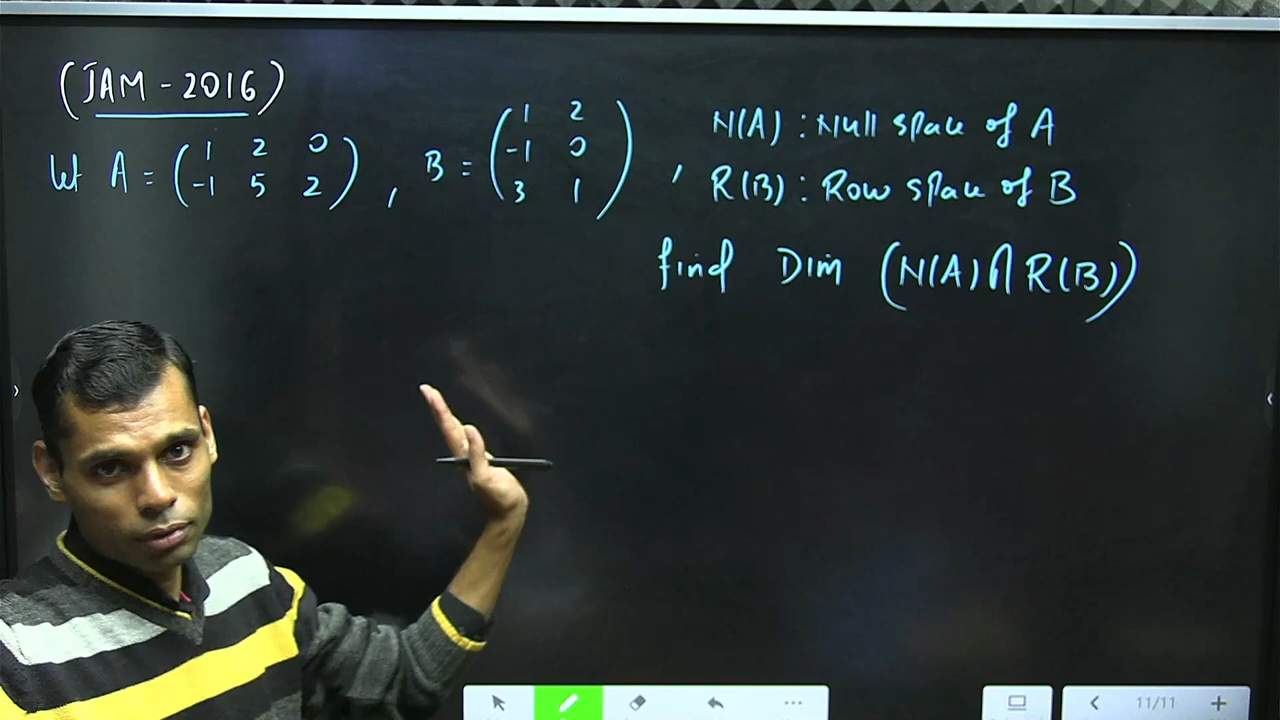 (JAM - 2016)
Let A = (1 2 0
-1 5 2) , B = (1 2
-1 0
3 1) , N(A) : Null space of A
R(B) : Row space of B
find Dim (N(A) ∩ R(B))
11/11